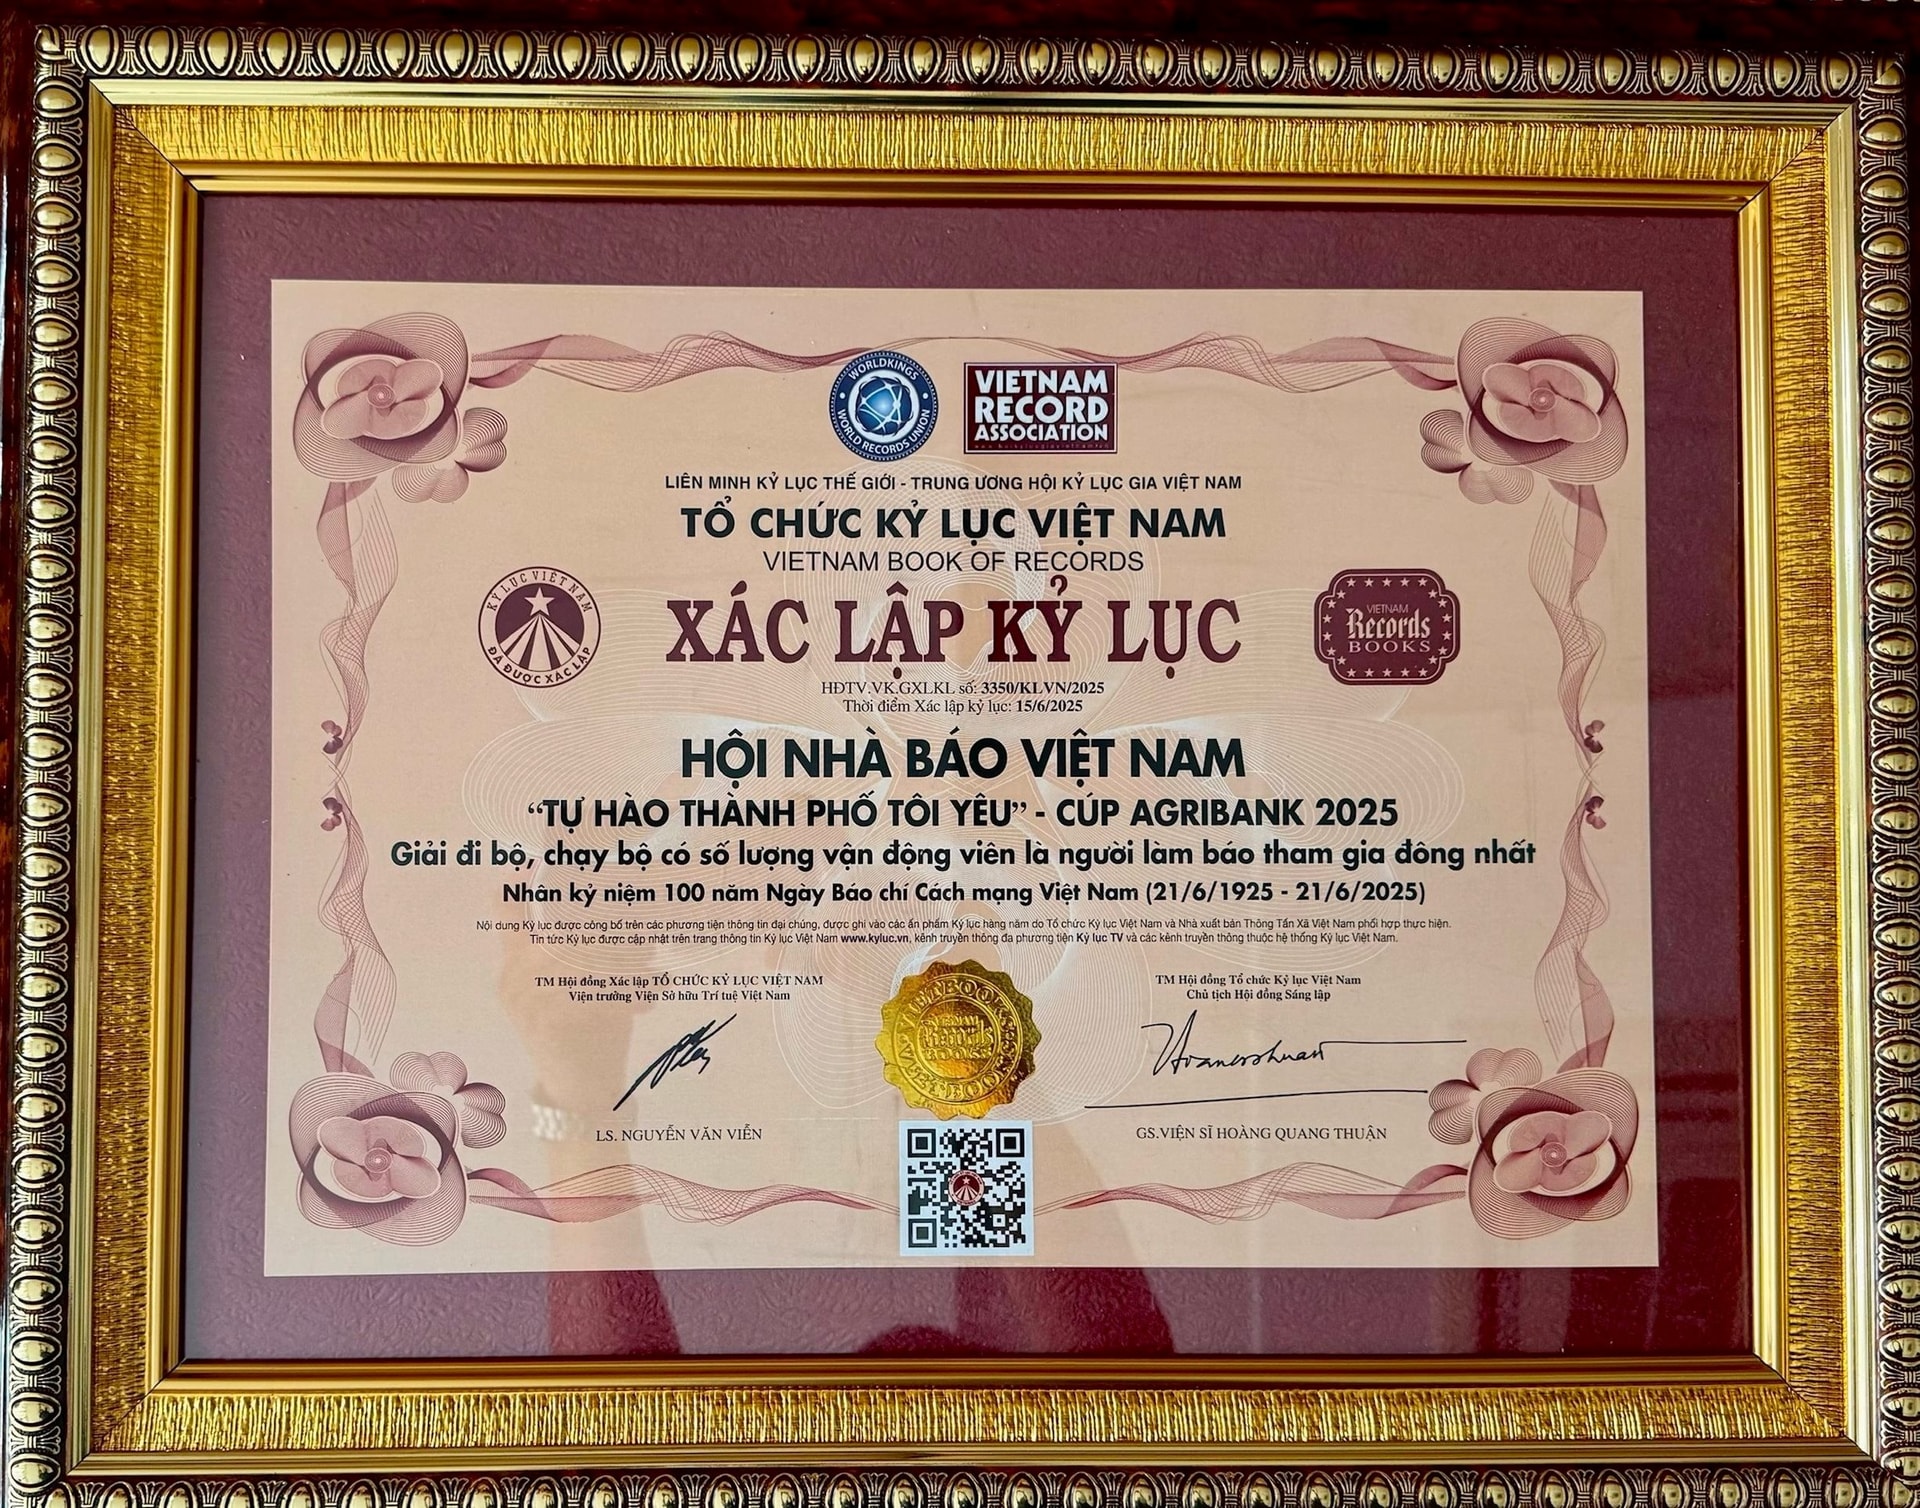 WORLDKINGS
WORLD RECORDS UNION
VIETNAM
RECORD
ASSOCIATION
LIÊN MINH KỶ LỤC THẾ GIỚI - TRUNG ƯƠNG HỘI KỶ LỤC GIA VIỆT NAM
TỔ CHỨC KỶ LỤC VIỆT NAM
VIETNAM BOOK OF RECORDS
KỶ LỤC VIỆT NAM
ĐÃ ĐƯỢC XÁC LẬP
XÁC LẬP KỶ LỤC
VIETNAM
Records
BOOKS
HĐTV.VK.GXLKL số: 3350/KLVN/2025
Thời điểm Xác lập kỷ lục: 15/6/2025
HỘI NHÀ BÁO VIỆT NAM
“TỰ HÀO THÀNH PHỐ TÔI YÊU” - CÚP AGRIBANK 2025
Giải đi bộ, chạy bộ có số lượng vận động viên là người làm báo tham gia đông nhất
Nhân kỷ niệm 100 năm Ngày Báo chí Cách mạng Việt Nam (21/6/1925 - 21/6/2025)
Nội dung Kỷ lục được công bố trên các phương tiện thông tin đại chúng, được ghi vào các ấn phẩm Kỷ lục hàng năm do Tổ chức Kỷ lục Việt Nam và Nhà xuất bản Thông Tấn Xã Việt Nam phối hợp thực hiện.
Tin tức Kỷ lục được cập nhật trên trang thông tin Kỷ lục Việt Nam www.kyluc.vn, kênh truyền thông đa phương tiện Kỷ lục TV và các kênh truyền thông thuộc hệ thống Kỷ lục Việt Nam.
TM Hội đồng Xác lập TỔ CHỨC KỶ LỤC VIỆT NAM
Viện trưởng Viện Sở hữu Trí tuệ Việt Nam
TM Hội đồng Tổ chức Kỷ lục Việt Nam
Chủ tịch Hội đồng Sáng lập
VIETBOOKS
Records
BOOKS
LS. NGUYỄN VĂN VIỄN
GS.VIỆN SĨ HOÀNG QUANG THUẬN